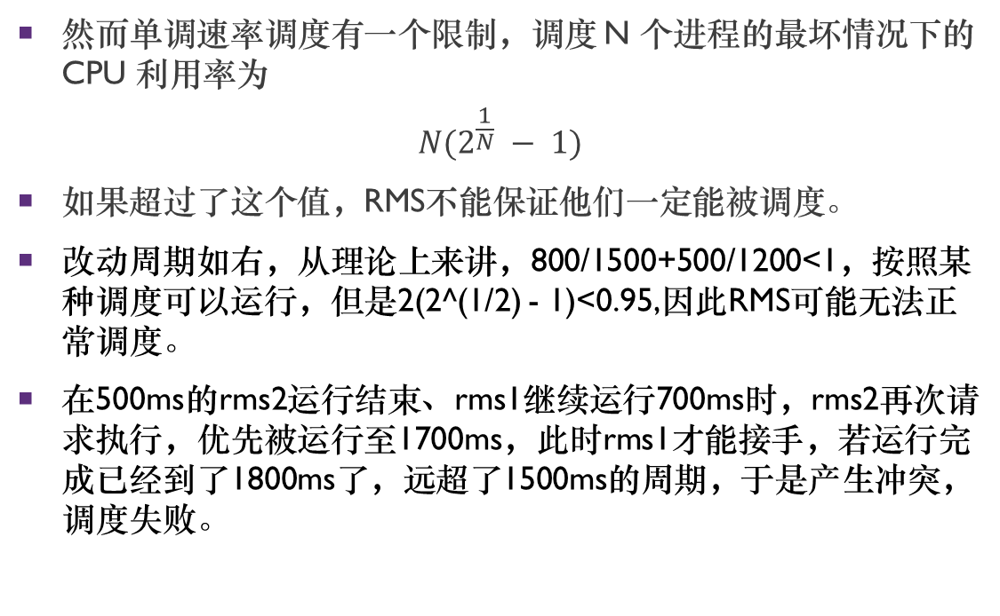 ▪ 然而单调速率调度有一个限制，调度 N 个进程的最坏情况下的
CPU 利用率为
N(2^{1/N} − 1)
▪ 如果超过了这个值，RMS不能保证他们一定能被调度。
▪ 改动周期如右，从理论上来讲，800/1500+500/1200<1，按照某
种调度可以运行，但是2(2^(1/2) - 1)<0.95,因此RMS可能无法正
常调度。
▪ 在500ms的rms2运行结束、rms1继续运行700ms时，rms2再次请
求执行，优先被运行至1700ms，此时rms1才能接手，若运行完
成已经到了1800ms了，远超了1500ms的周期，于是产生冲突，
调度失败。